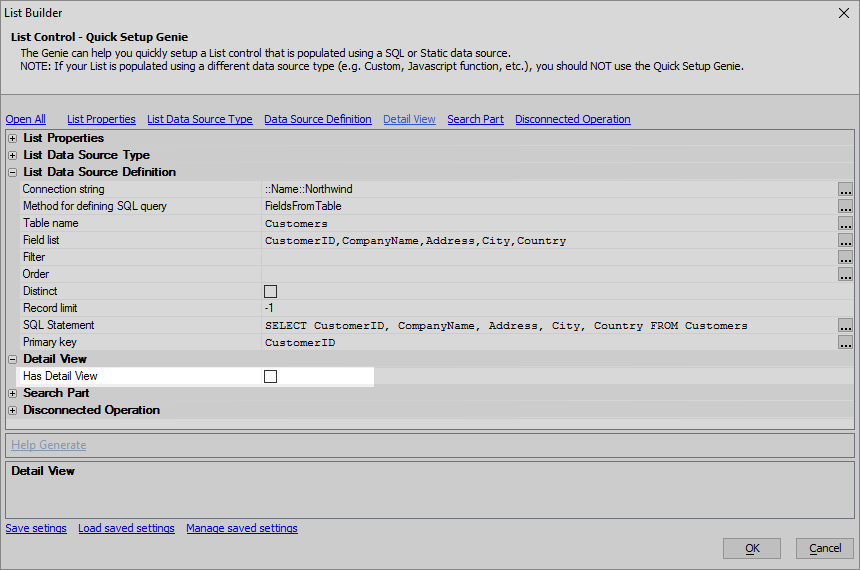 List Builder
List Control - Quick Setup Genie
The Genie can help you quickly setup a List control that is populated using a SQL or Static data source.
NOTE: If your List is populated using a different data source type (e.g. Custom, Javascript function, etc.), you should NOT use the Quick Setup Genie.
Open All List Properties List Data Source Type Data Source Definition Detail View Search Part Disconnected Operation
List Properties
List Data Source Type
List Data Source Definition
Connection string ::Name::Northwind ...
Method for defining SQL query FieldsFromTable ...
Table name Customers ...
Field list CustomerID,CompanyName,Address,City,Country ...
Filter ...
Order ...
Distinct
Record limit -1
SQL Statement SELECT CustomerID, CompanyName, Address, City, Country FROM Customers ...
Primary key CustomerID ...
Detail View
Has Detail View
Search Part
Disconnected Operation
Help Generate
Detail View
Save setings Load saved settings Manage saved settings
OK Cancel